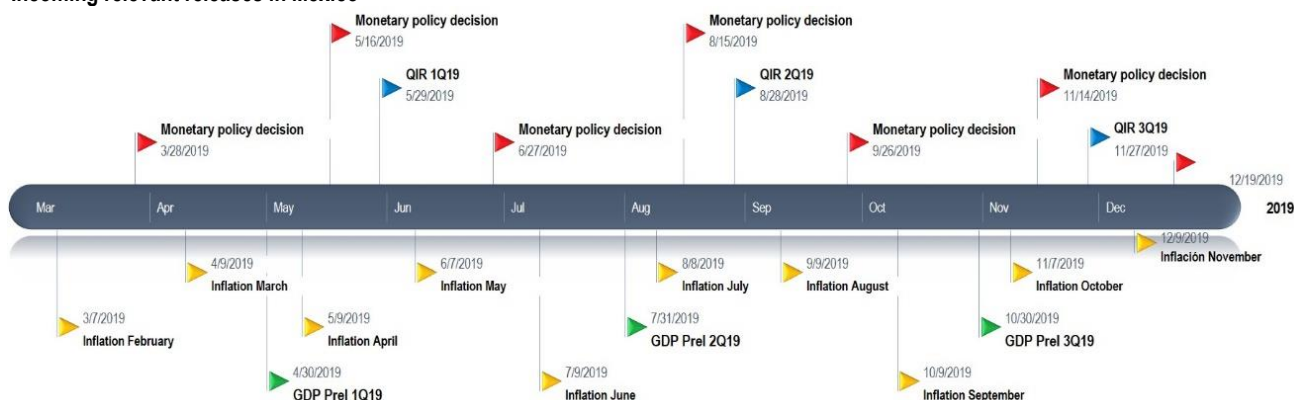 Incoming relevant releases in Mexico
Monetary policy decision
5/16/2019
Monetary policy decision
8/15/2019
QIR 1Q19
5/29/2019
QIR 2Q19
8/28/2019
Monetary policy decision
11/14/2019
Monetary policy decision
3/28/2019
Monetary policy decision
6/27/2019
Monetary policy decision
9/26/2019
QIR 3Q19
11/27/2019
12/19/2019
Mar Apr May Jun Jul Aug Sep Oct Nov Dec 2019
12/9/2019
Inflación November
4/9/2019
Inflation March
6/7/2019
Inflation May
8/8/2019
Inflation July
9/9/2019
Inflation August
11/7/2019
Inflation October
3/7/2019
Inflation February
5/9/2019
Inflation April
7/31/2019
GDP Prel 2Q19
10/30/2019
GDP Prel 3Q19
4/30/2019
GDP Prel 1Q19
7/9/2019
Inflation June
10/9/2019
Inflation September